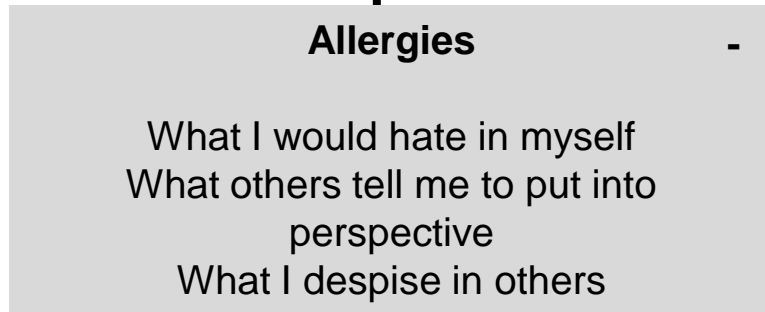 Allergies -
What I would hate in myself
What others tell me to put into
perspective
What I despise in others